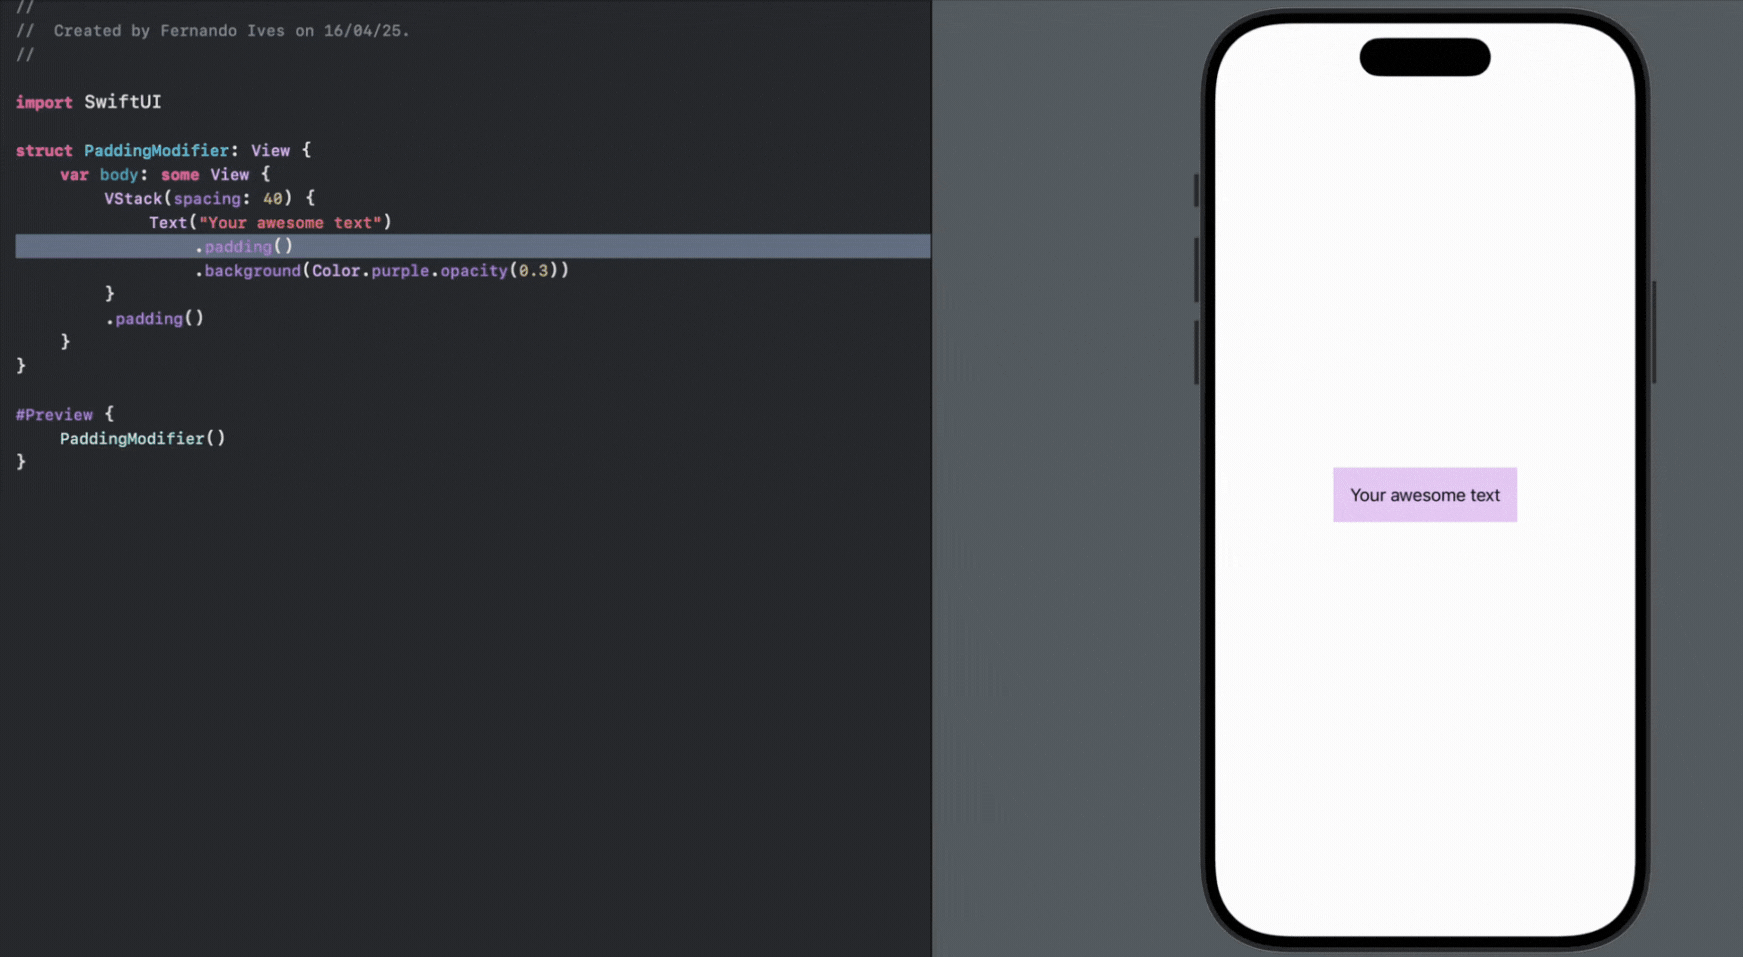 //
//  Created by Fernando Ives on 16/04/25.
//
import SwiftUI
struct PaddingModifier: View {
    var body: some View {
        VStack(spacing: 40) {
            Text("Your awesome text")
                .padding()
                .background(Color.purple.opacity(0.3))
        }
        .padding()
    }
}
#Preview {
    PaddingModifier()
}
Your awesome text